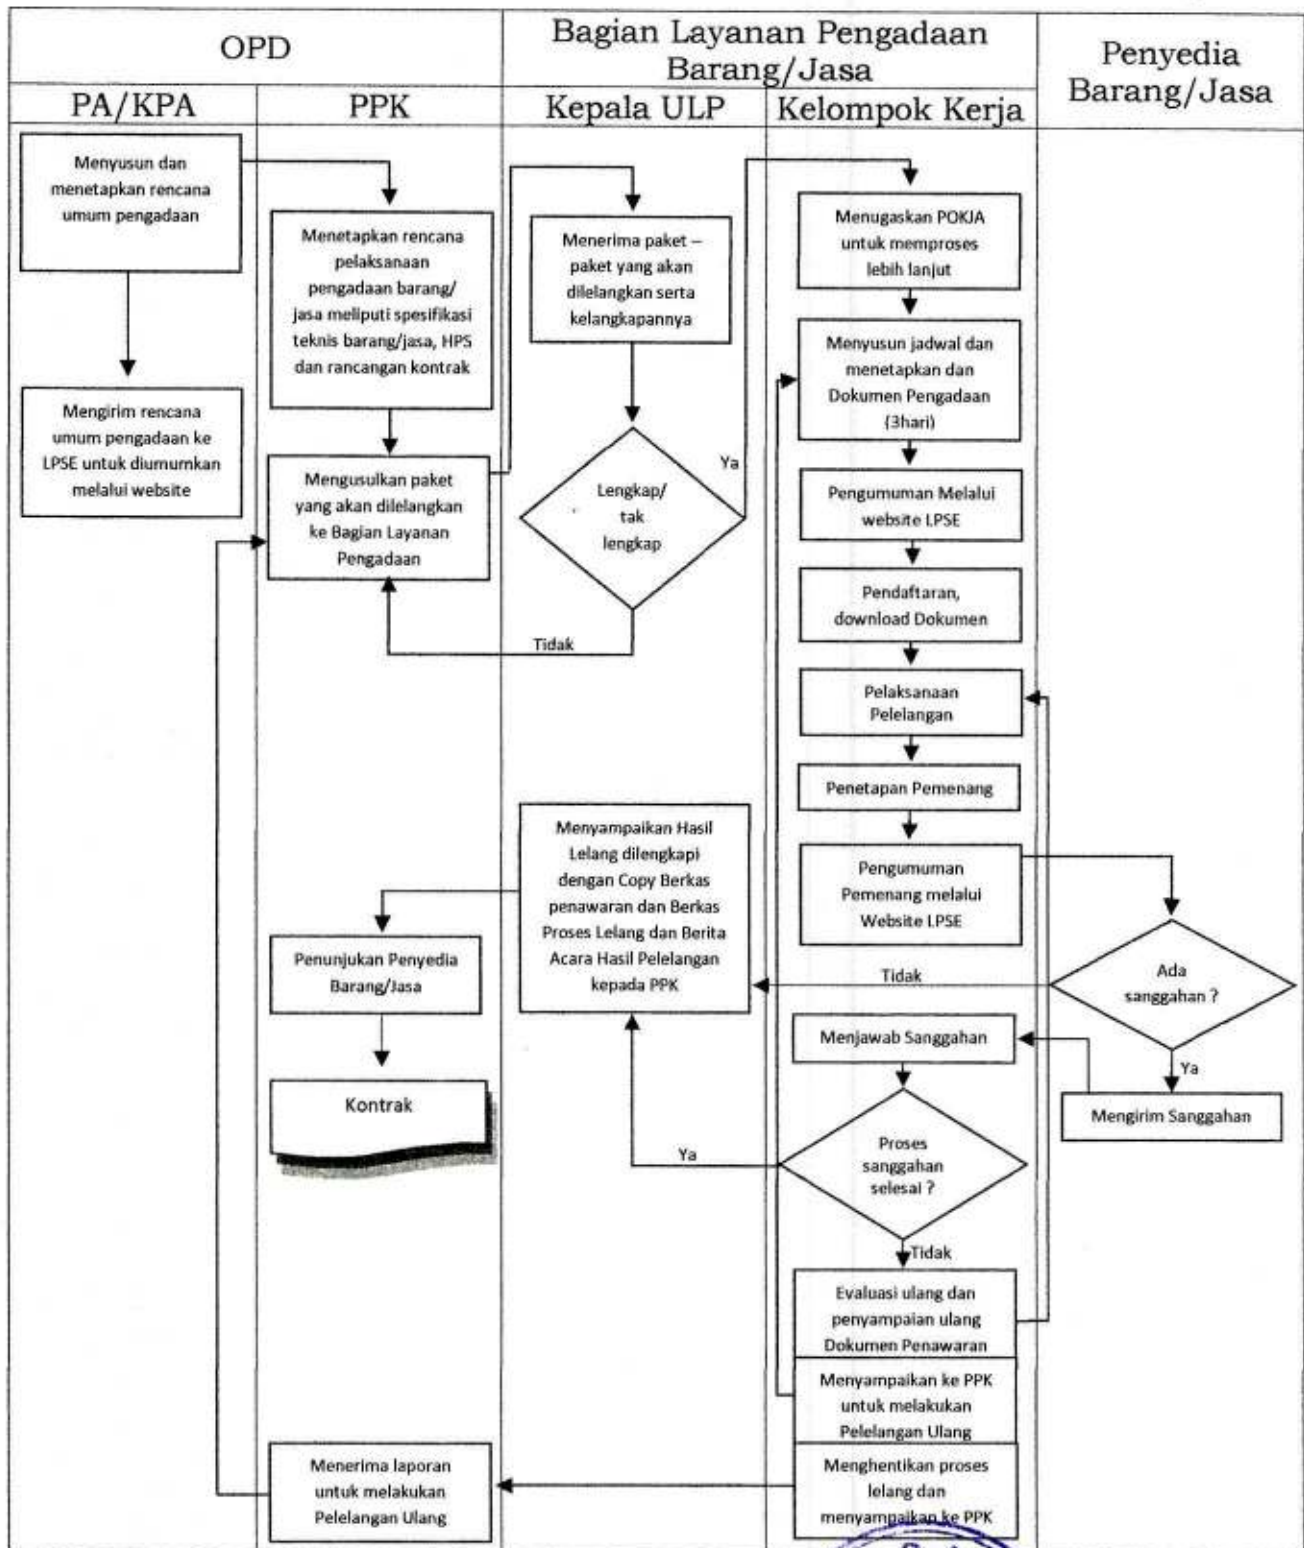 OPD
Bagian Layanan Pengadaan
Barang/Jasa
Penyedia
Barang/Jasa
PA/KPA
PPK
Kepala ULP
Kelompok Kerja
Menyusun dan
menetapkan rencana
umum pengadaan
Mengirim rencana
umum pengadaan ke
LPSE untuk diumumkan
melalui website
Menetapkan rencana
pelaksanaan
pengadaan barang/
jasa meliputi spesifikasi
teknis barang/jasa, HPS
dan rancangan kontrak
Mengusulkan paket
yang akan dilelangkan
ke Bagian Layanan
Pengadaan
Menerima paket –
paket yang akan
dilelangkan serta
kelangkapannya
Lengkap/
tak
lengkap
Ya
Tidak
Menugaskan POKJA
untuk memproses
lebih lanjut
Menyusun jadwal dan
menetapkan dan
Dokumen Pengadaan
(3hari)
Pengumuman Melalui
website LPSE
Pendaftaran,
download Dokumen
Pelaksanaan
Pelelangan
Penetapan Pemenang
Pengumuman
Pemenang melalui
Website LPSE
Ada
sanggahan ?
Tidak
Ya
Mengirim Sanggahan
Menjawab Sanggahan
Proses
sanggahan
selesai ?
Ya
Tidak
Menyampaikan Hasil
Lelang dilengkapi
dengan Copy Berkas
penawaran dan Berkas
Proses Lelang dan Berita
Acara Hasil Pelelangan
kepada PPK
Penunjukan Penyedia
Barang/Jasa
Kontrak
Evaluasi ulang dan
penyampaian ulang
Dokumen Penawaran
Menyampaikan ke PPK
untuk melakukan
Pelelangan Ulang
Menghentikan proses
lelang dan
menyampaikan ke PPK
Menerima laporan
untuk melakukan
Pelelangan Ulang